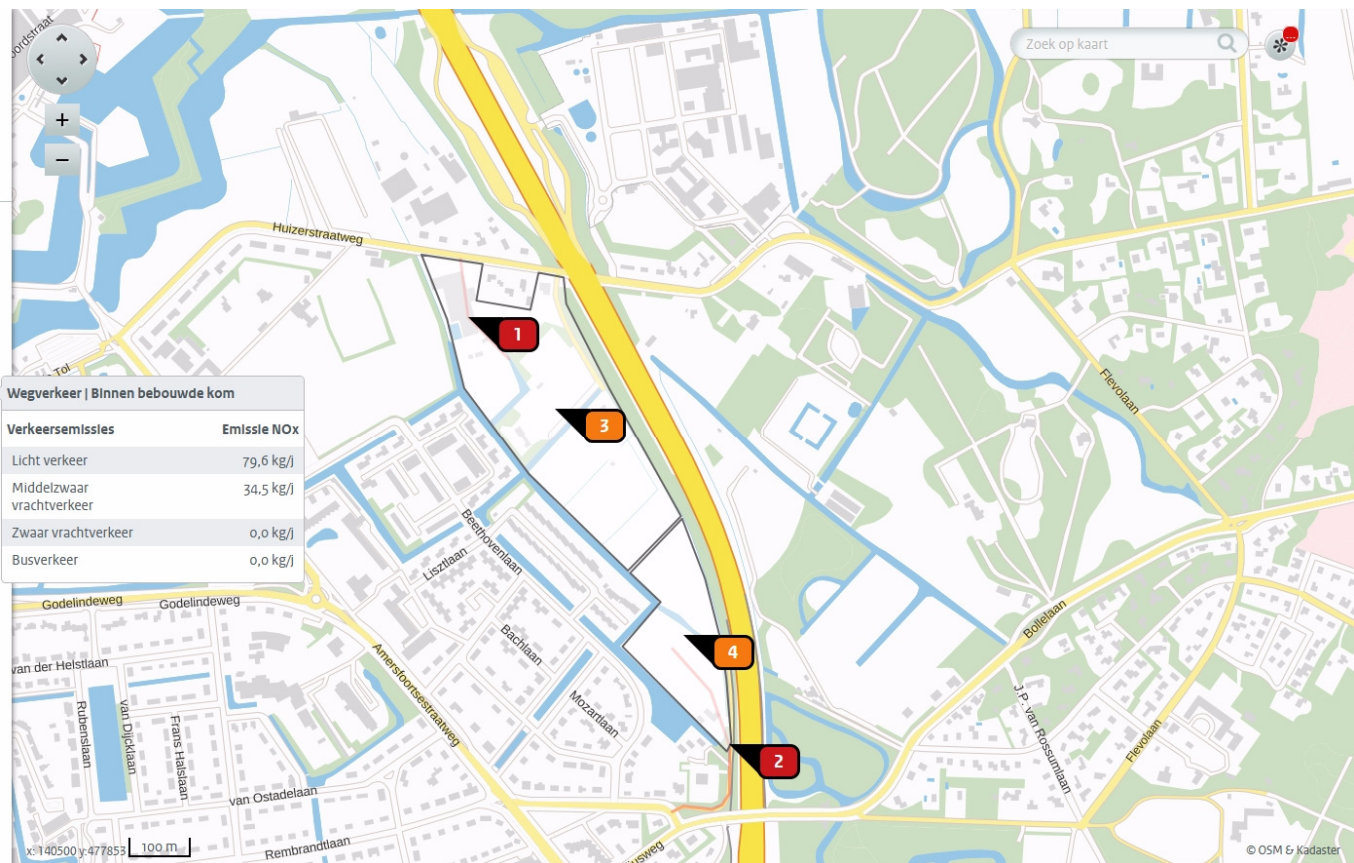 Zoek op kaart
...
+
−
Huizerstraatweg
1
Tol
Wegverkeer | Binnen bebouwde kom
Verkeersemissies Emissie NOx
Licht verkeer 79,6 kg/j
Middelzwaar 34,5 kg/j
vrachtverkeer
Zwaar vrachtverkeer 0,0 kg/j
Busverkeer 0,0 kg/j
Flevolaan
3
Beethovenlaan
Lisztlaan
Godelindeweg Godelindeweg
Bachlaan
Bollelaan
van der Helstlaan
Amersfoortsestraatweg
4
Mozartlaan
J.P. van Rossumlaan
Rubenslaan
van Dijcklaan
Frans Halslaan
Flevolaan
2
van Ostadelaan
Rembrandtlaan
x: 140500 y:477853 100 m
© OSM & Kadaster